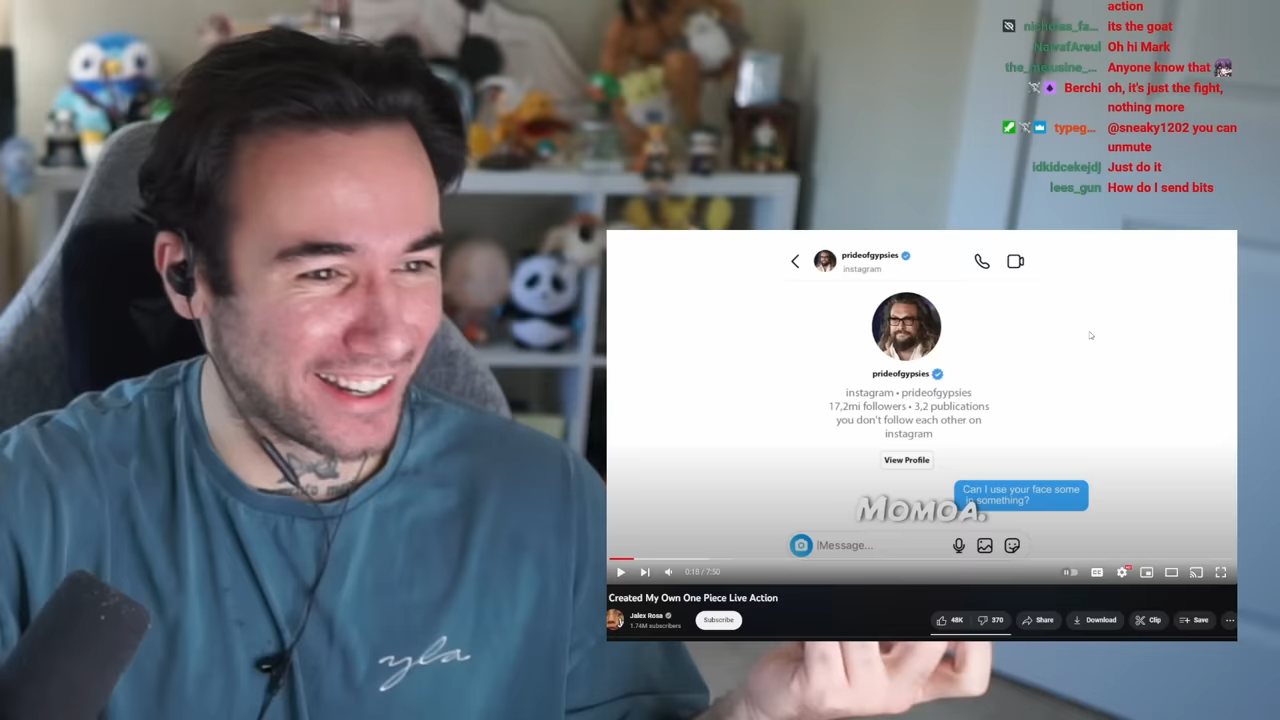 action
its the goat
NawafAreul
Oh hi Mark
Anyone know that
Berchi
oh, it's just the fight,
nothing more
typeg...
@sneaky1202 you can
unmute
idkidcekejdj
Just do it
lees_gun
How do I send bits
prideofgypsies
instagram
prideofgypsies
instagram • prideofgypsies
17,2mi followers • 3,2 publications
you don't follow each other on
instagram
View Profile
Can I use your face some
in something?
MOMOA.
Message...
0:18 / 7:50
CC
Created My Own One Piece Live Action
Jalex Rosa
1.74M subscribers
Subscribe
48K
370
Share
Download
Clip
Save
yla